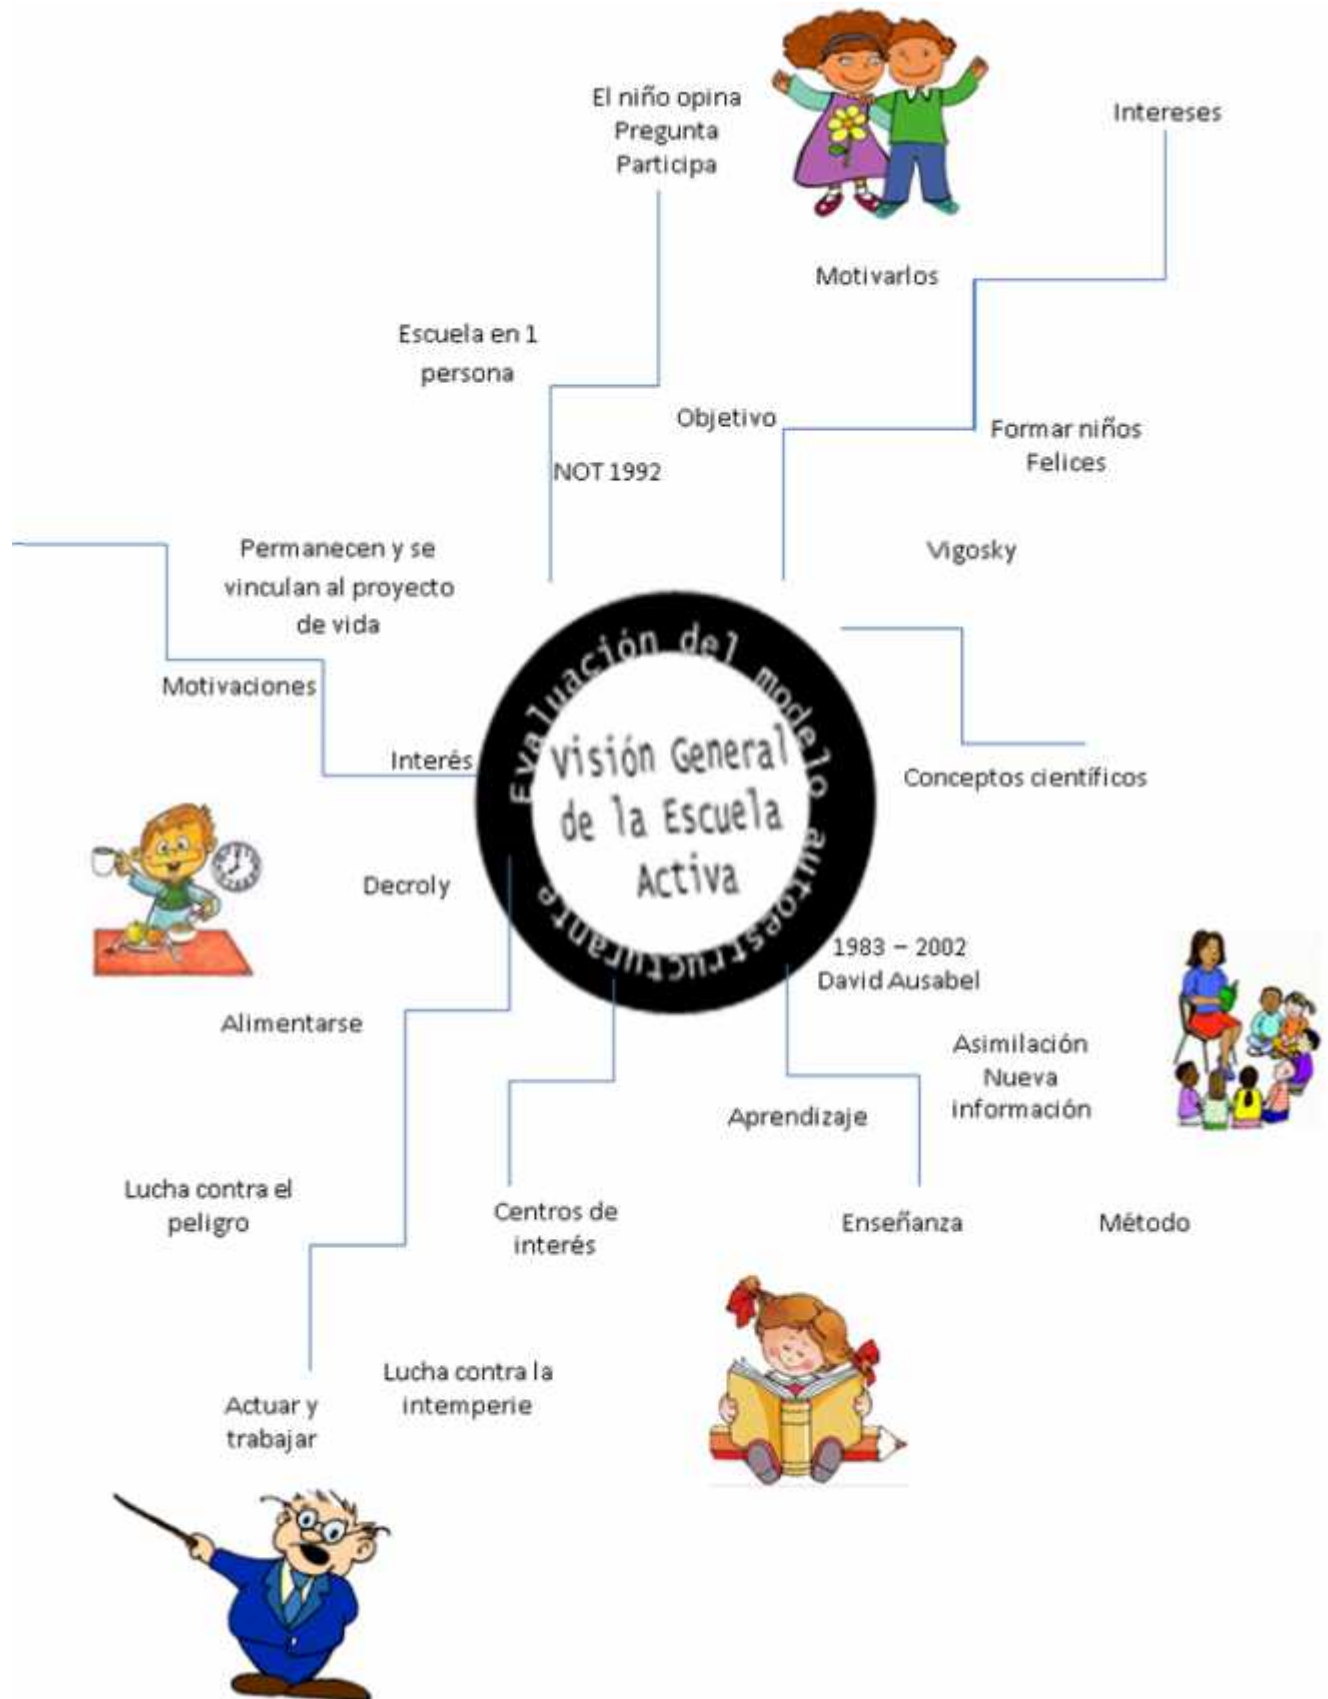 El niño opina
Pregunta
Participa
Intereses
Motivarlos
Escuela en 1
persona
Objetivo
Formar niños
Felices
NOT 1992
Permanecen y se
vinculan al proyecto
de vida
Vigosky
Motivaciones
Interés
Evaluación del modelo autoestructurante
Visión General
de la Escuela
Activa
Conceptos científicos
Decroly
1983 – 2002
David Ausabel
Alimentarse
Asimilación
Nueva
información
Aprendizaje
Lucha contra el
peligro
Centros de
interés
Enseñanza
Método
Lucha contra la
intemperie
Actuar y
trabajar